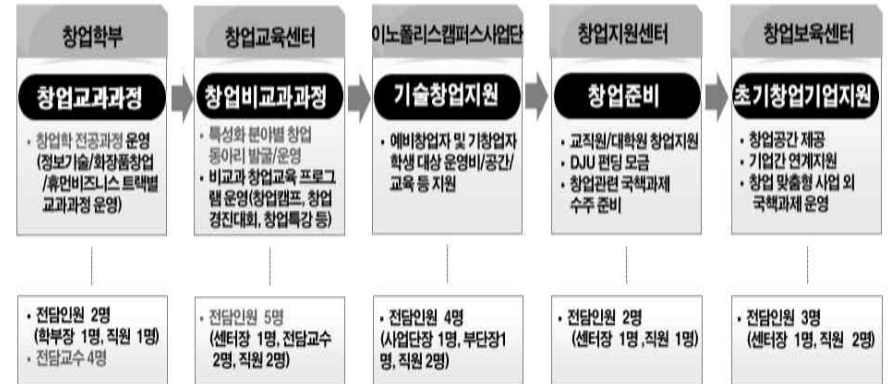 창업학부
창업교육센터
이노폴리스캠퍼스사업단
창업지원센터
창업보육센터
창업교과과정
창업비교과과정
기술창업지원
창업준비
초기창업기업지원
• 창업학 전공과정 운영
(정보기술/화장품창업
/휴먼비즈니스 트랙별
교과과정 운영)
• 특성화 분야별 창업
동아리 발굴/운영
• 비교과 창업교육 프로그
램 운영(창업캠프, 창업
경진대회, 창업특강 등)
• 예비창업자 및 기창업자
학생 대상 운영비/공간/
교육 등 지원
• 교직원/대학원 창업지원
• DJU 펀딩 모금
• 창업관련 국책과제
수주 준비
• 창업공간 제공
• 기업간 연계지원
• 창업 맞춤형 사업 외
국책과제 운영
• 전담인원 2명
(학부장 1명, 직원 1명)
• 전담교수 4명
• 전담인원 5명
(센터장 1명, 전담교수
2명, 직원 2명)
• 전담인원 4명
(사업단장 1명, 부단장1
명, 직원 2명)
• 전담인원 2명
(센터장 1명 ,직원 1명)
• 전담인원 3명
(센터장 1명, 직원 2명)